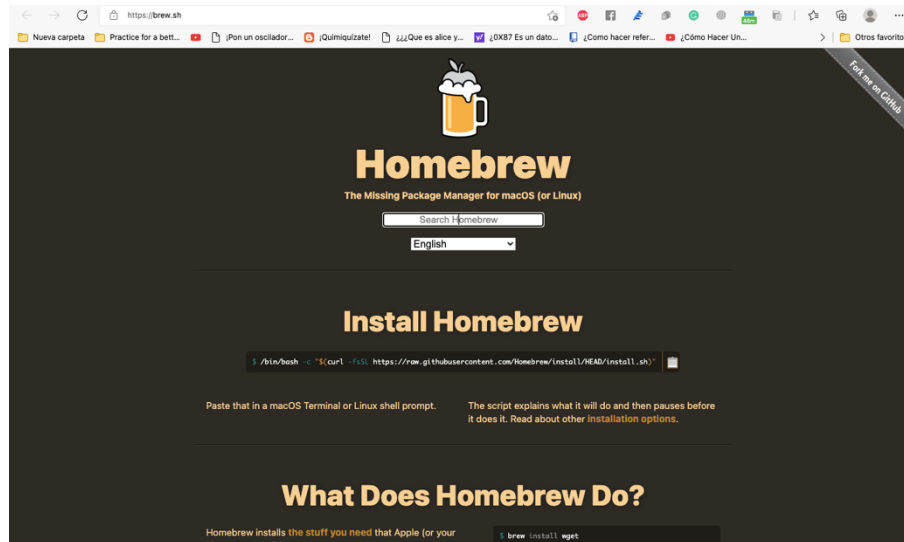 https://brew.sh
ABP
45m
Nueva carpeta
Practice for a bett...
¡Pon un oscilador...
¡Quimiquízate!
¿¿¿Que es alice y...
¿0X87 Es un dato...
¿Como hacer refer...
¿Cómo Hacer Un...
Otros favorito
Fork me on GitHub
Homebrew
The Missing Package Manager for macOS (or Linux)
Search Homebrew
English
Install Homebrew
$ /bin/bash -c "$(curl -fsSL https://raw.githubusercontent.com/Homebrew/install/HEAD/install.sh)"
Paste that in a macOS Terminal or Linux shell prompt.
The script explains what it will do and then pauses before
it does it. Read about other installation options.
What Does Homebrew Do?
Homebrew installs the stuff you need that Apple (or your
$ brew install wget